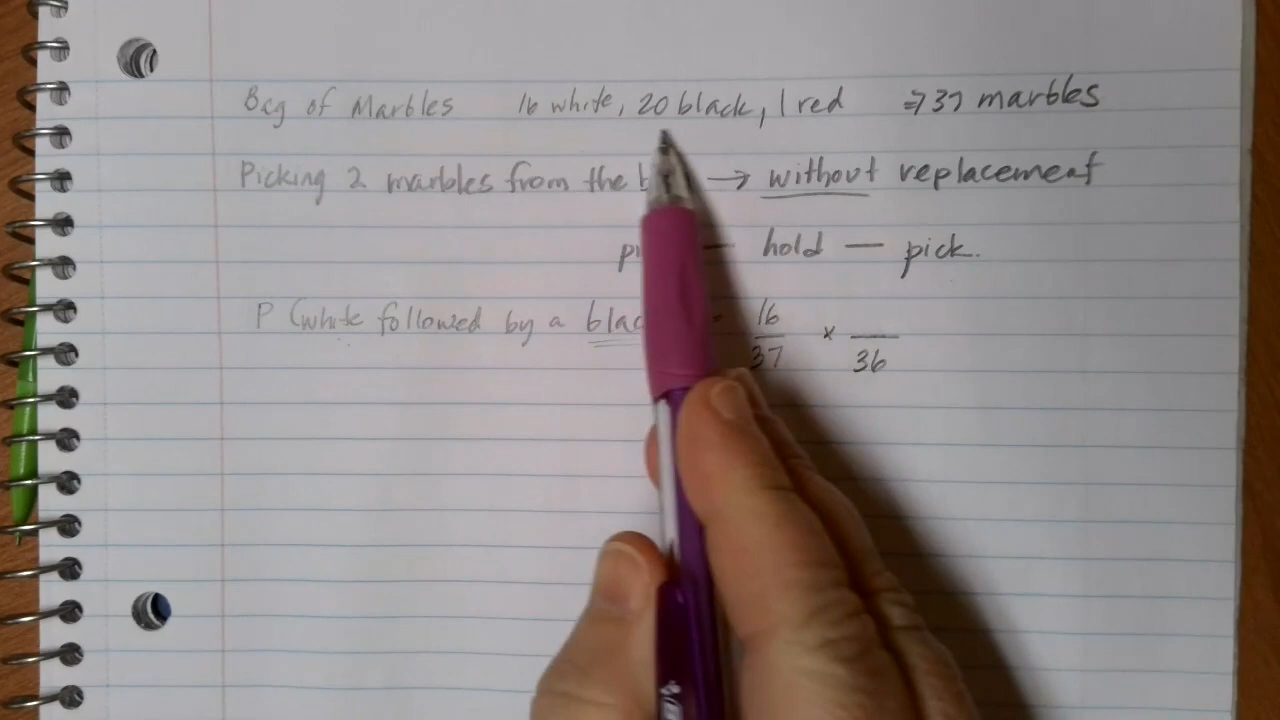 Bag of Marbles 16 white, 20 black, 1 red ⇒ 37 marbles
Picking 2 marbles from the → without replacement
— hold — pick.
P (white followed by a = 16/37 × /36